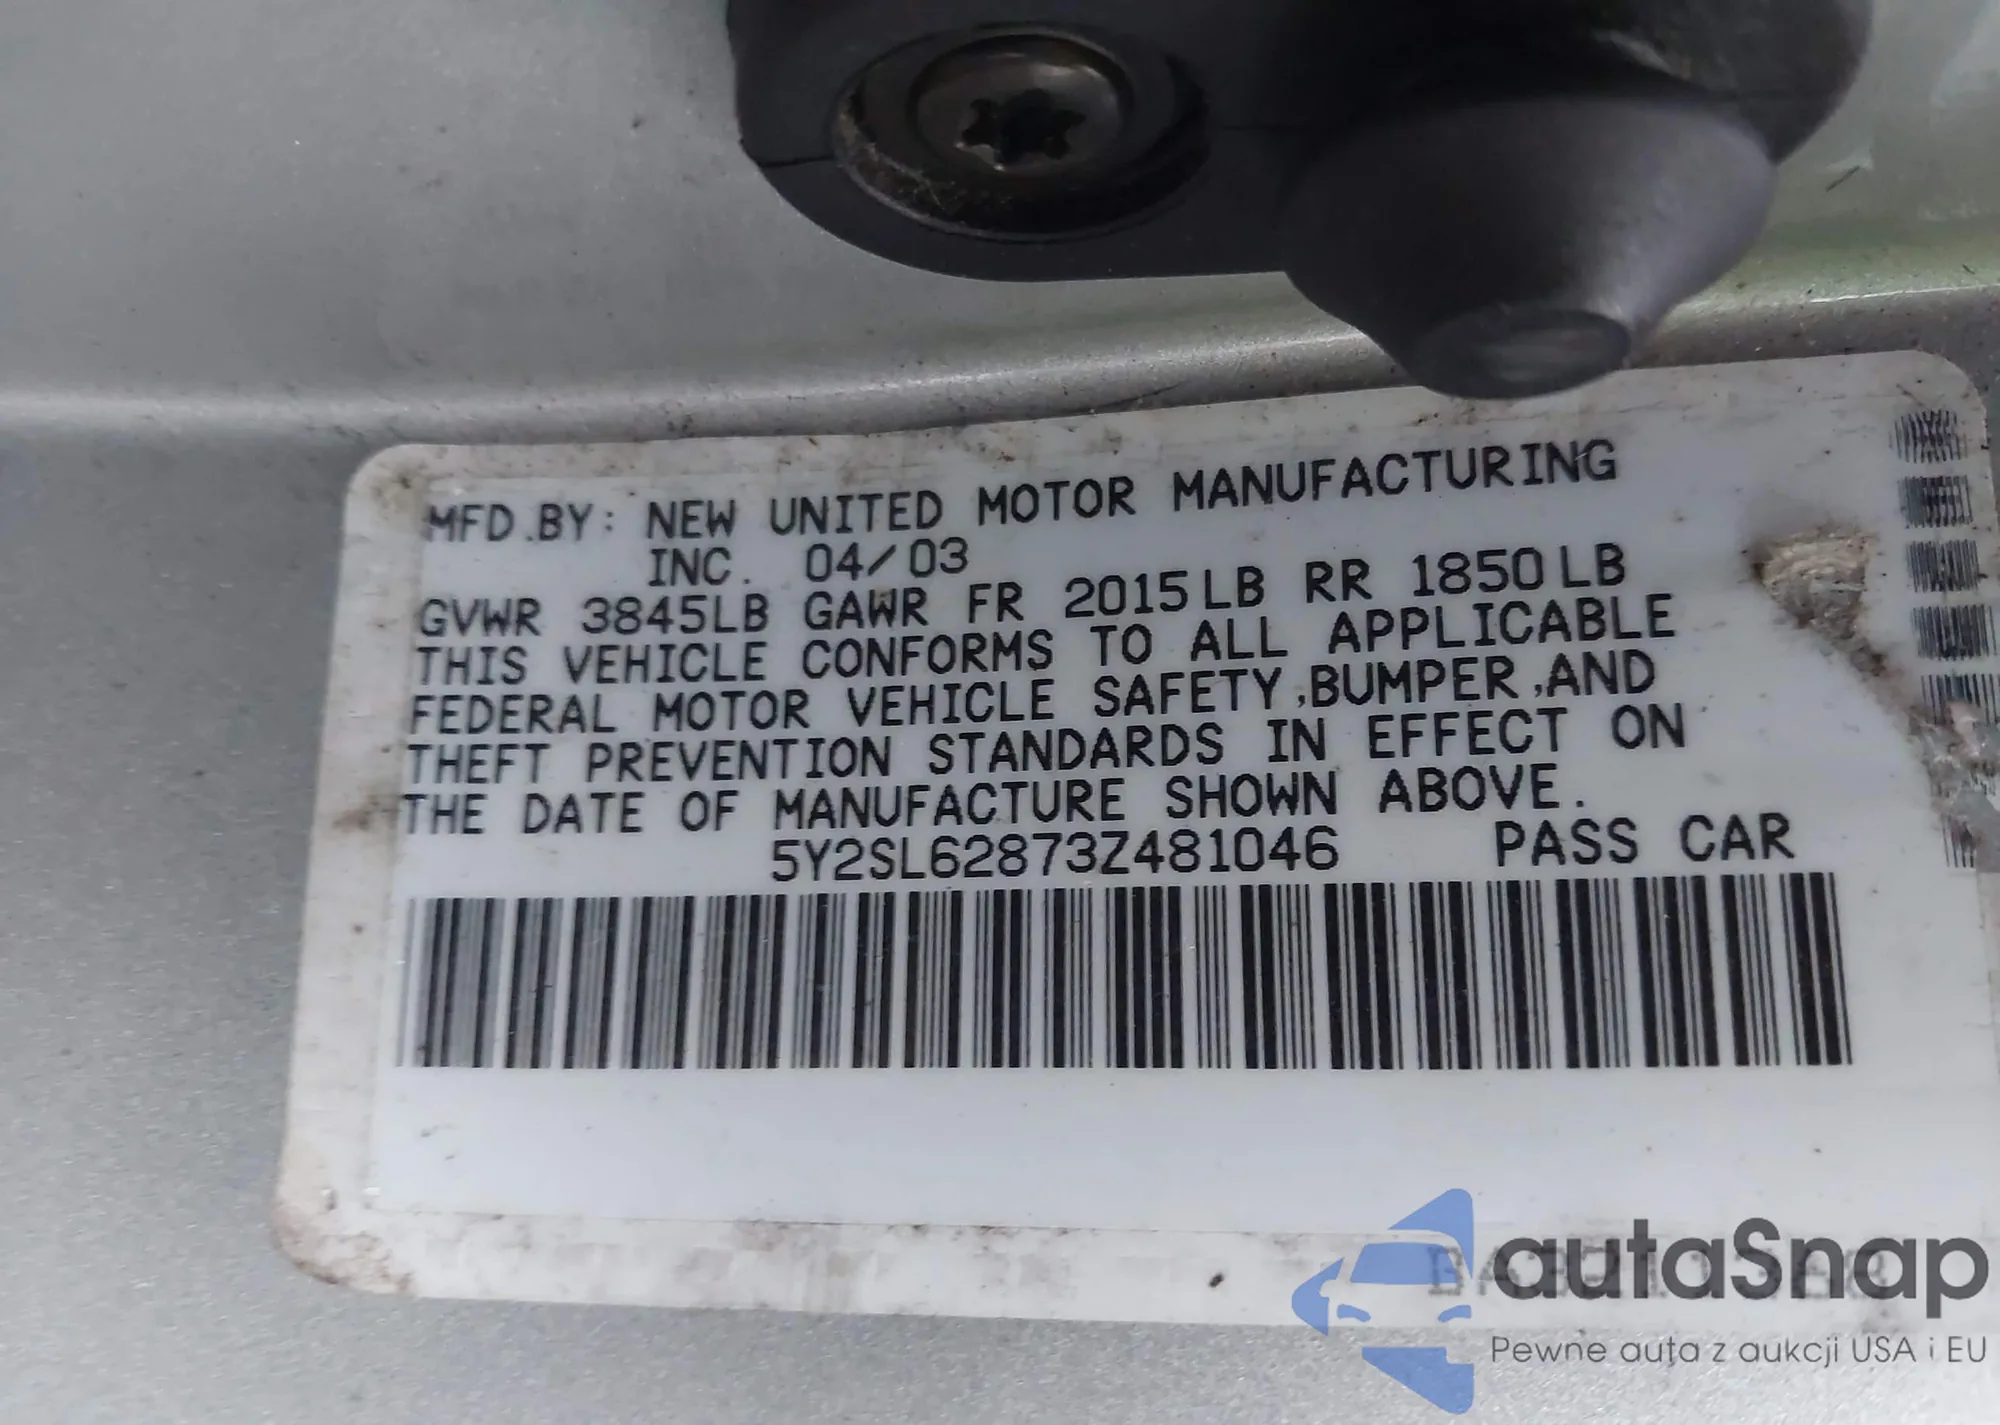 MFD.BY: NEW UNITED MOTOR MANUFACTURING
INC. 04/03
GVWR 3845LB GAWR FR 2015LB RR 1850LB
THIS VEHICLE CONFORMS TO ALL APPLICABLE
FEDERAL MOTOR VEHICLE SAFETY,BUMPER,AND
THEFT PREVENTION STANDARDS IN EFFECT ON
THE DATE OF MANUFACTURE SHOWN ABOVE.
5Y2SL62873Z481046 PASS CAR
autaSnap
Pewne auta z aukcji USA i EU